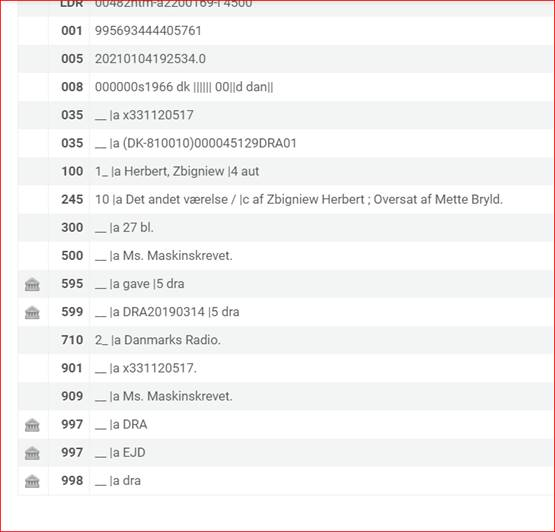 LDR 00482ntm-a2200169-i 4500
001 995693444405761
005 20210104192534.0
008 000000s1966 dk |||||| 00||d dan||
035 __ |a x331120517
035 __ |a (DK-810010)000045129DRA01
100 1_ |a Herbert, Zbigniew |4 aut
245 10 |a Det andet værelse / |c af Zbigniew Herbert ; Oversat af Mette Bryld.
300 __ |a 27 bl.
500 __ |a Ms. Maskinskrevet.
595 __ |a gave |5 dra
599 __ |a DRA20190314 |5 dra
710 2_ |a Danmarks Radio.
901 __ |a x331120517.
909 __ |a Ms. Maskinskrevet.
997 __ |a DRA
997 __ |a EJD
998 __ |a dra